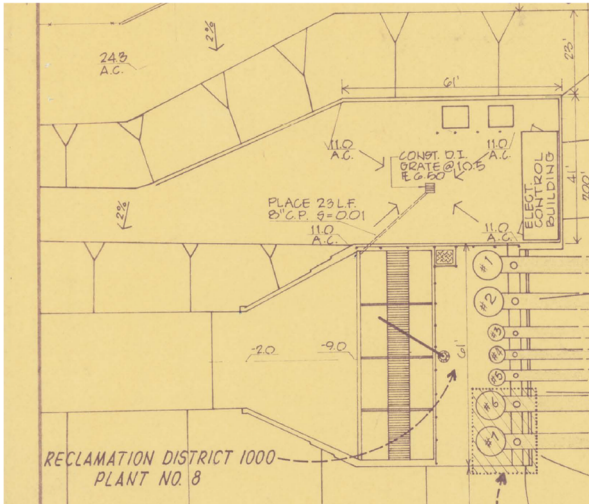 2%
24.3
A.C.
61'
23'
11.0
A.C.
CONST. D.I.
GRATE @ 10.5
11.0
A.C.
ELECT.
CONTROL
BUILDING
41'
200'
PLACE 23 L.F.
8" C.P. S=0.01
2%
11.0
A.C.
11.0
A.C.
#1
#2
#3
-2.0
-9.0
61'
#4
#5
#6
#7
RECLAMATION DISTRICT 1000
PLANT NO. 8